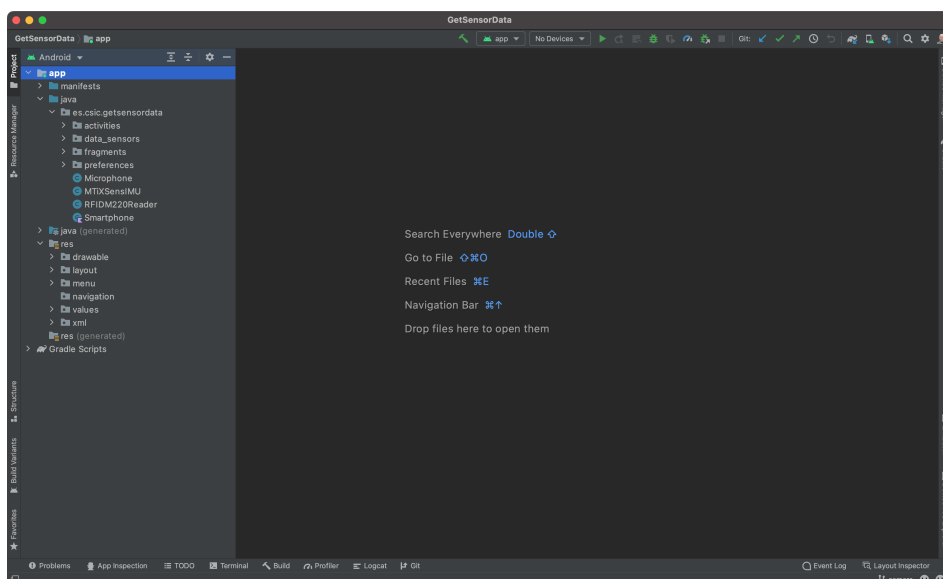 GetSensorData
GetSensorData app
app
No Devices
Git:
Project
Android
app
manifests
java
es.csic.getsensordata
activities
data_sensors
fragments
preferences
Microphone
MTiXSensIMU
RFIDM220Reader
Smartphone
java (generated)
res
drawable
layout
menu
navigation
values
xml
res (generated)
Gradle Scripts
Resource Manager
Structure
Build Variants
Favorites
Search Everywhere Double ⇧
Go to File ⇧⌘O
Recent Files ⌘E
Navigation Bar ⌘↑
Drop files here to open them
Problems App Inspection TODO Terminal Build Profiler Logcat Git Event Log Layout Inspector